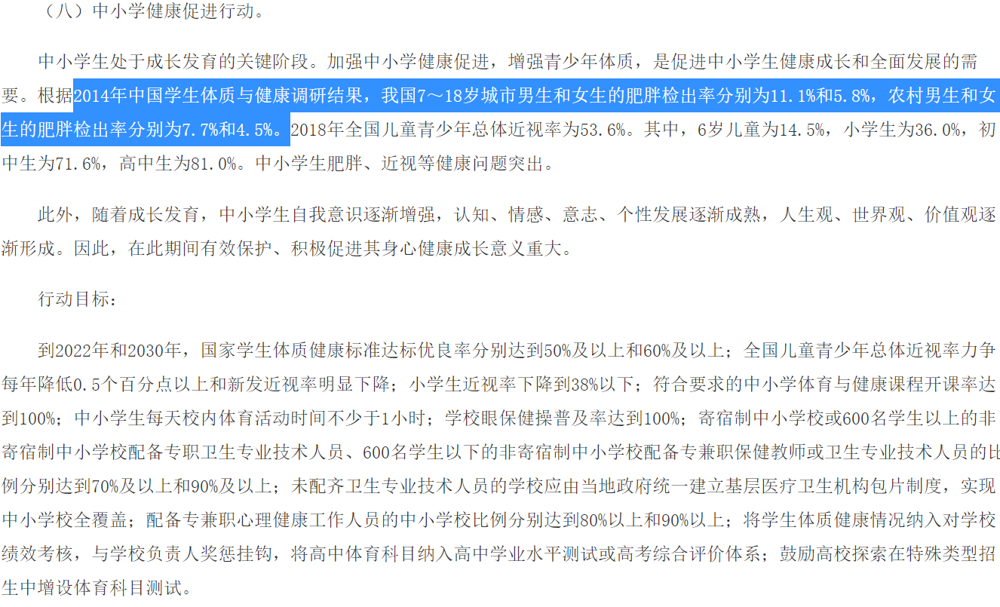 （八）中小学健康促进行动。
中小学生处于成长发育的关键阶段。加强中小学健康促进，增强青少年体质，是促进中小学生健康成长和全面发展的需
要。根据2014年中国学生体质与健康调研结果，我国7～18岁城市男生和女生的肥胖检出率分别为11.1%和5.8%，农村男生和女
生的肥胖检出率分别为7.7%和4.5%。2018年全国儿童青少年总体近视率为53.6%。其中，6岁儿童为14.5%，小学生为36.0%，初
中生为71.6%，高中生为81.0%。中小学生肥胖、近视等健康问题突出。
此外，随着成长发育，中小学生自我意识逐渐增强，认知、情感、意志、个性发展逐渐成熟，人生观、世界观、价值观逐
渐形成。因此，在此期间有效保护、积极促进其身心健康成长意义重大。
行动目标：
到2022年和2030年，国家学生体质健康标准达标优良率分别达到50%及以上和60%及以上；全国儿童青少年总体近视率力争
每年降低0.5个百分点以上和新发近视率明显下降；小学生近视率下降到38%以下；符合要求的中小学体育与健康课程开课率达
到100%；中小学生每天校内体育活动时间不少于1小时；学校眼保健操普及率达到100%；寄宿制中小学校或600名学生以上的非
寄宿制中小学校配备专职卫生专业技术人员、600名学生以下的非寄宿制中小学校配备专兼职保健教师或卫生专业技术人员的比
例分别达到70%及以上和90%及以上；未配齐卫生专业技术人员的学校应由当地政府统一建立基层医疗卫生机构包片制度，实现
中小学校全覆盖；配备专兼职心理健康工作人员的中小学校比例分别达到80%以上和90%以上；将学生体质健康情况纳入对学校
绩效考核，与学校负责人奖惩挂钩，将高中体育科目纳入高中学业水平测试或高考综合评价体系；鼓励高校探索在特殊类型招
生中增设体育科目测试。